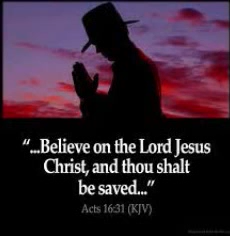 “...Believe on the Lord Jesus
Christ, and thou shalt
be saved...”
Acts 16:31 (KJV)